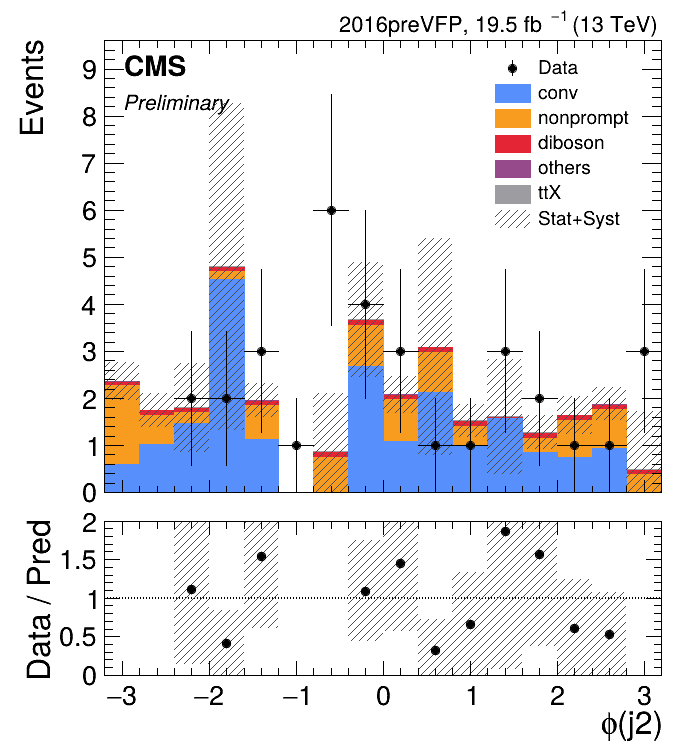 2016preVFP, 19.5 fb⁻¹ (13 TeV)
Events
CMS
Preliminary
Data
conv
nonprompt
diboson
others
ttX
Stat+Syst
9
8
7
6
5
4
3
2
1
0
Data / Pred
2
1.5
1
0.5
0
−3 −2 −1 0 1 2 3
ϕ(j2)